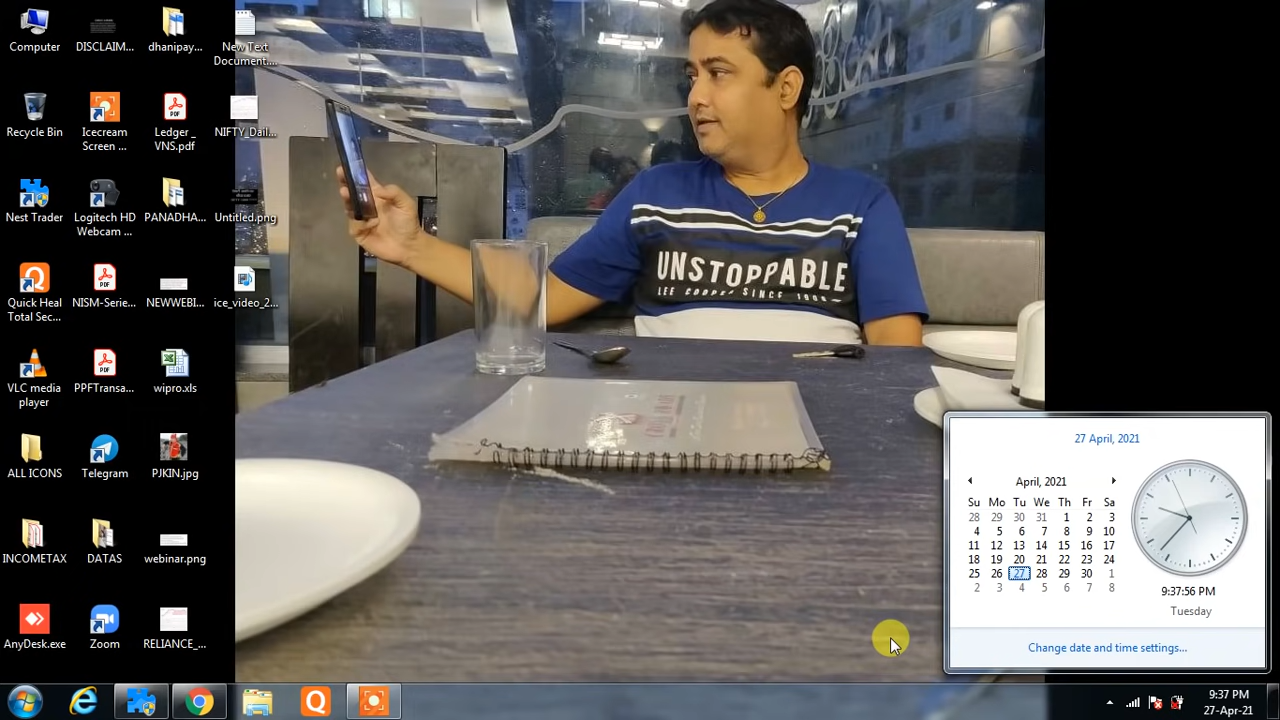 Computer
DISCLAIM...
dhanipay...
New Text
Document....
Recycle Bin
Icecream
Screen ...
Ledger_
VNS.pdf
NIFTY_Dail...
Nest Trader
Logitech HD
Webcam ...
PANADHA...
Untitled.png
Quick Heal
Total Sec...
NISM-Serie...
NEWWEBI...
ice_video_2...
VLC media
player
PPFTransa...
wipro.xls
ALL ICONS
Telegram
PJKIN.jpg
INCOMETAX
DATAS
webinar.png
AnyDesk.exe
Zoom
RELIANCE_...
UNSTOPPABLE
LEE COOPER SINCE 1908
27 April, 2021
April, 2021
Su Mo Tu We Th Fr Sa
28 29 30 31 1 2 3
4 5 6 7 8 9 10
11 12 13 14 15 16 17
18 19 20 21 22 23 24
25 26 27 28 29 30 1
2 3 4 5 6 7 8
9:37:56 PM
Tuesday
Change date and time settings...
9:37 PM
27-Apr-21